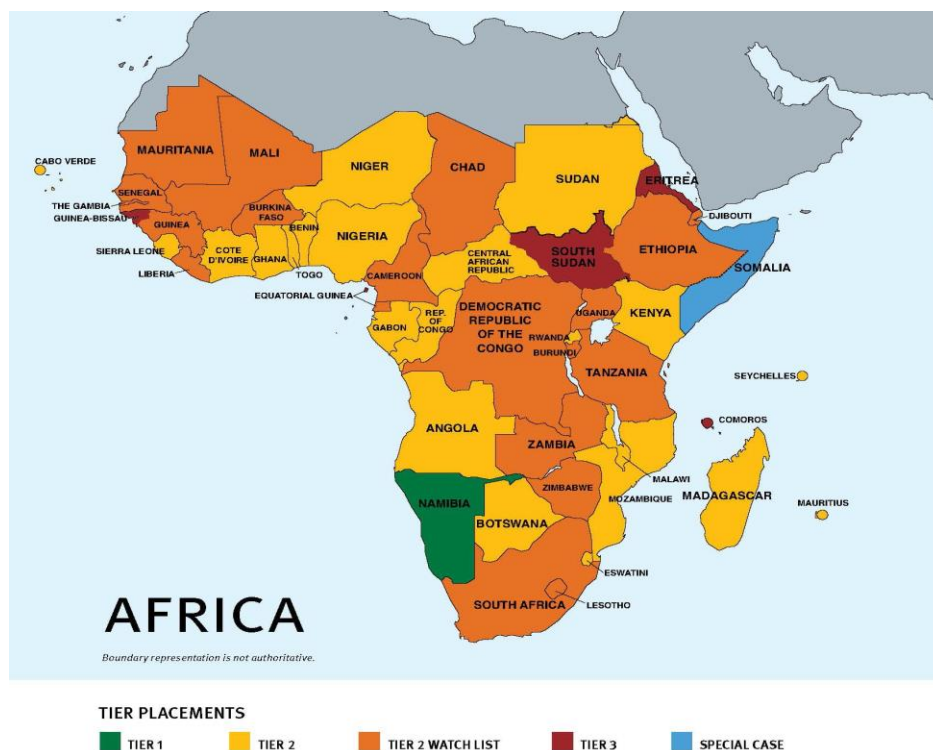 CABO VERDE
MAURITANIA
MALI
NIGER
CHAD
SUDAN
ERITREA
SENEGAL
THE GAMBIA
GUINEA-BISSAU
GUINEA
BURKINA
FASO
BENIN
NIGERIA
DJIBOUTI
SIERRA LEONE
COTE
D'IVOIRE
GHANA
TOGO
LIBERIA
CAMEROON
CENTRAL
AFRICAN
REPUBLIC
SOUTH
SUDAN
ETHIOPIA
SOMALIA
EQUATORIAL GUINEA
GABON
REP.
OF
CONGO
DEMOCRATIC
REPUBLIC
OF THE
CONGO
UGANDA
KENYA
RWANDA
BURUNDI
TANZANIA
SEYCHELLES
COMOROS
ANGOLA
ZAMBIA
MALAWI
MOZAMBIQUE
MADAGASCAR
MAURITIUS
NAMIBIA
ZIMBABWE
BOTSWANA
ESWATINI
SOUTH AFRICA
LESOTHO
AFRICA
Boundary representation is not authoritative.
TIER PLACEMENTS
TIER 1
TIER 2
TIER 2 WATCH LIST
TIER 3
SPECIAL CASE